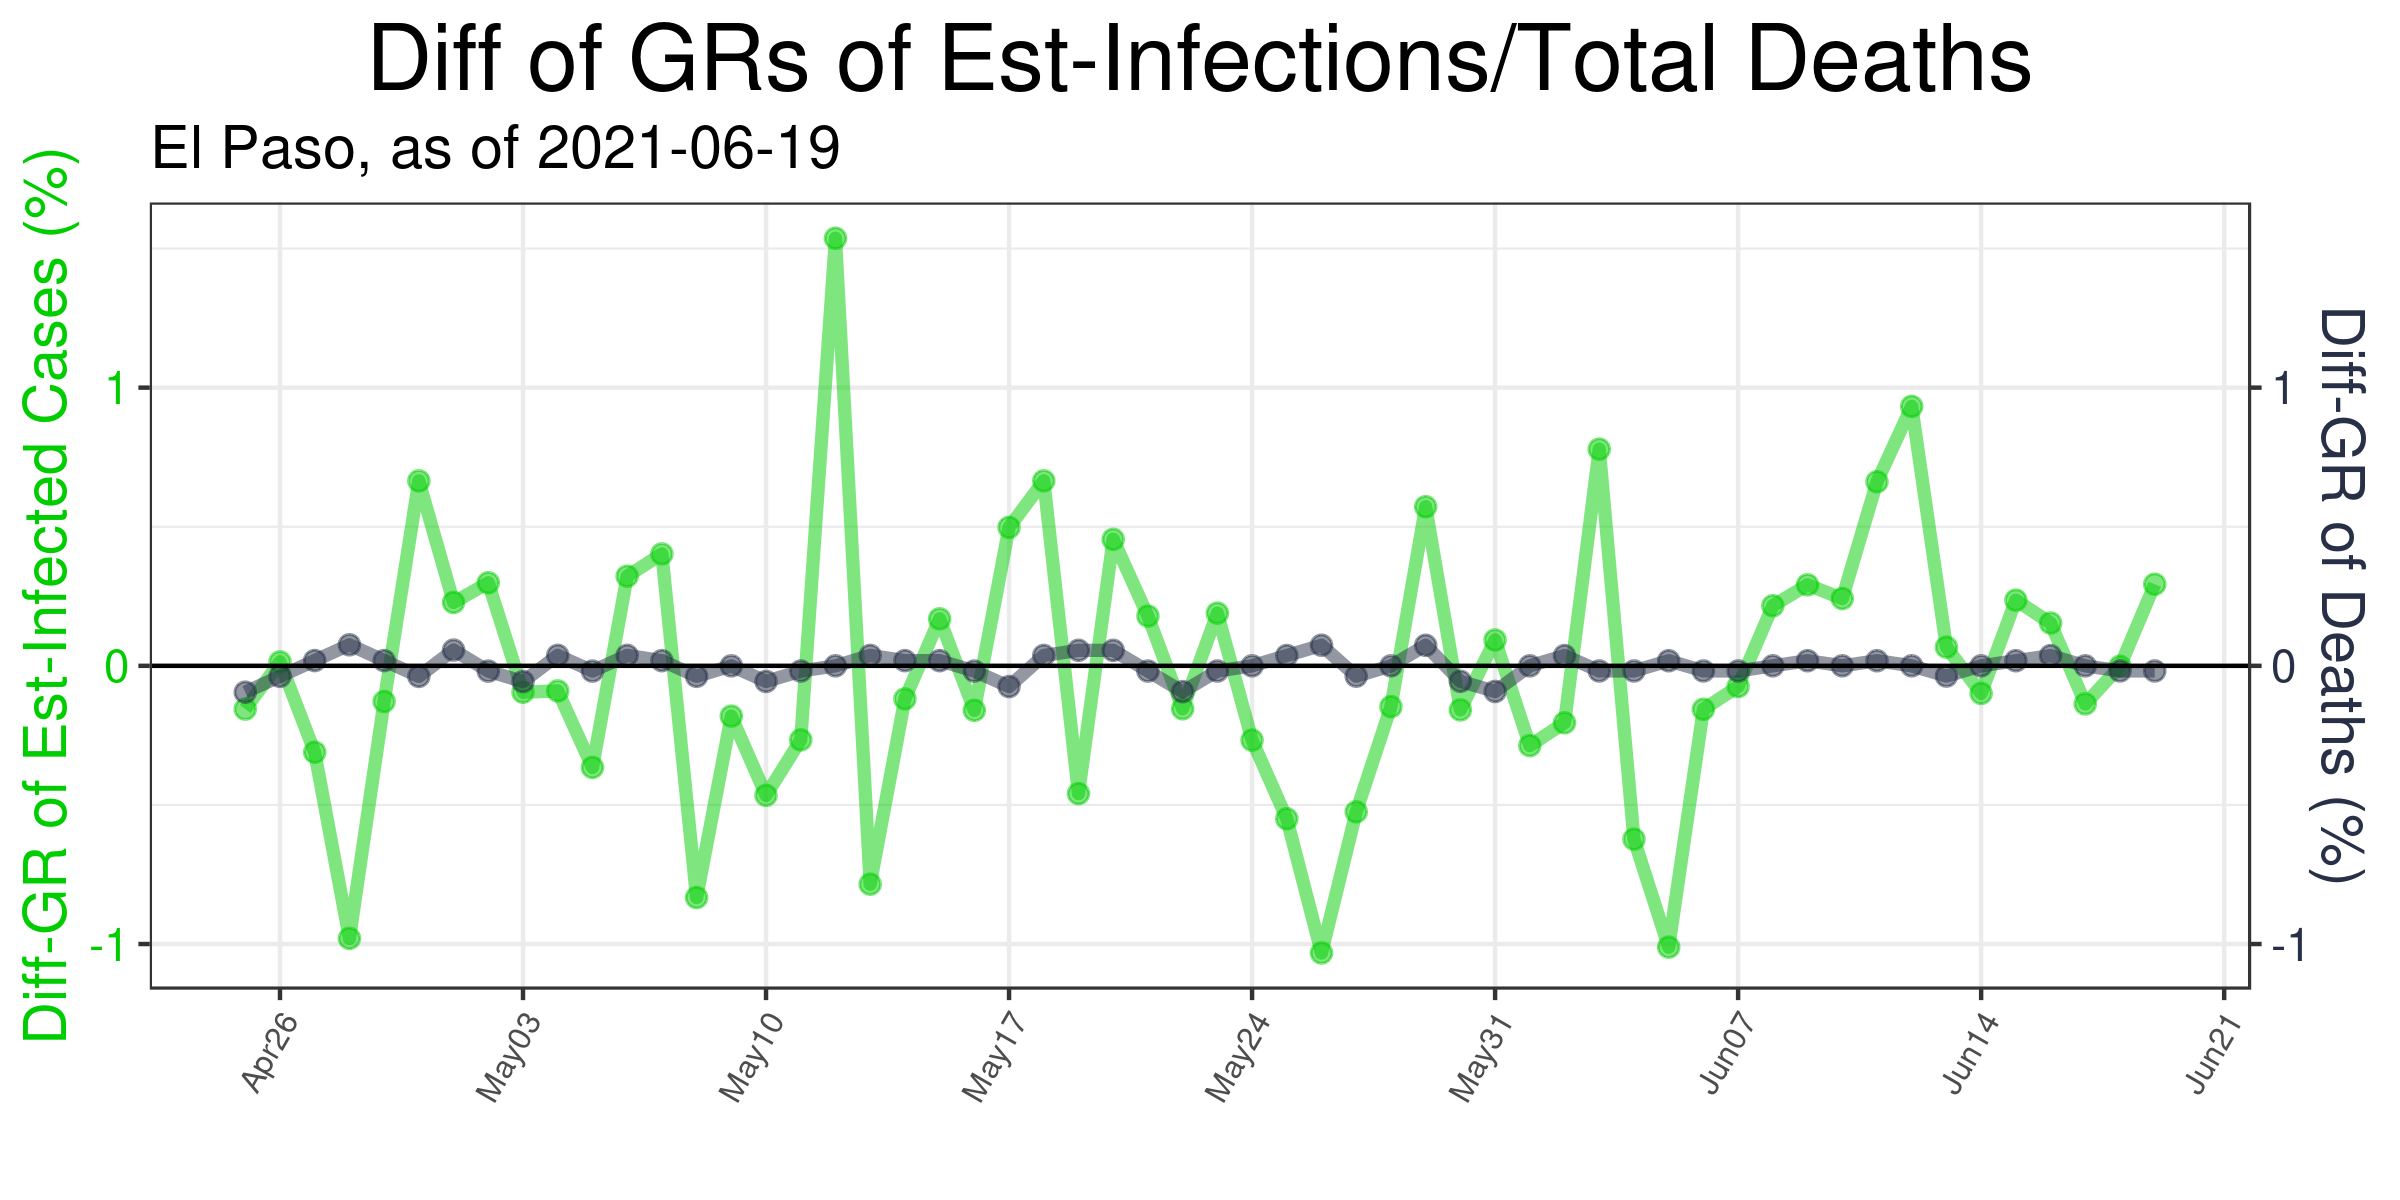 Diff of GRs of Est-Infections/Total Deaths
El Paso, as of 2021-06-19
Diff-GR of Est-Infected Cases (%)
1
0
-1
1
0
-1
Diff-GR of Deaths (%)
Apr26
May03
May10
May17
May24
May31
Jun07
Jun14
Jun21